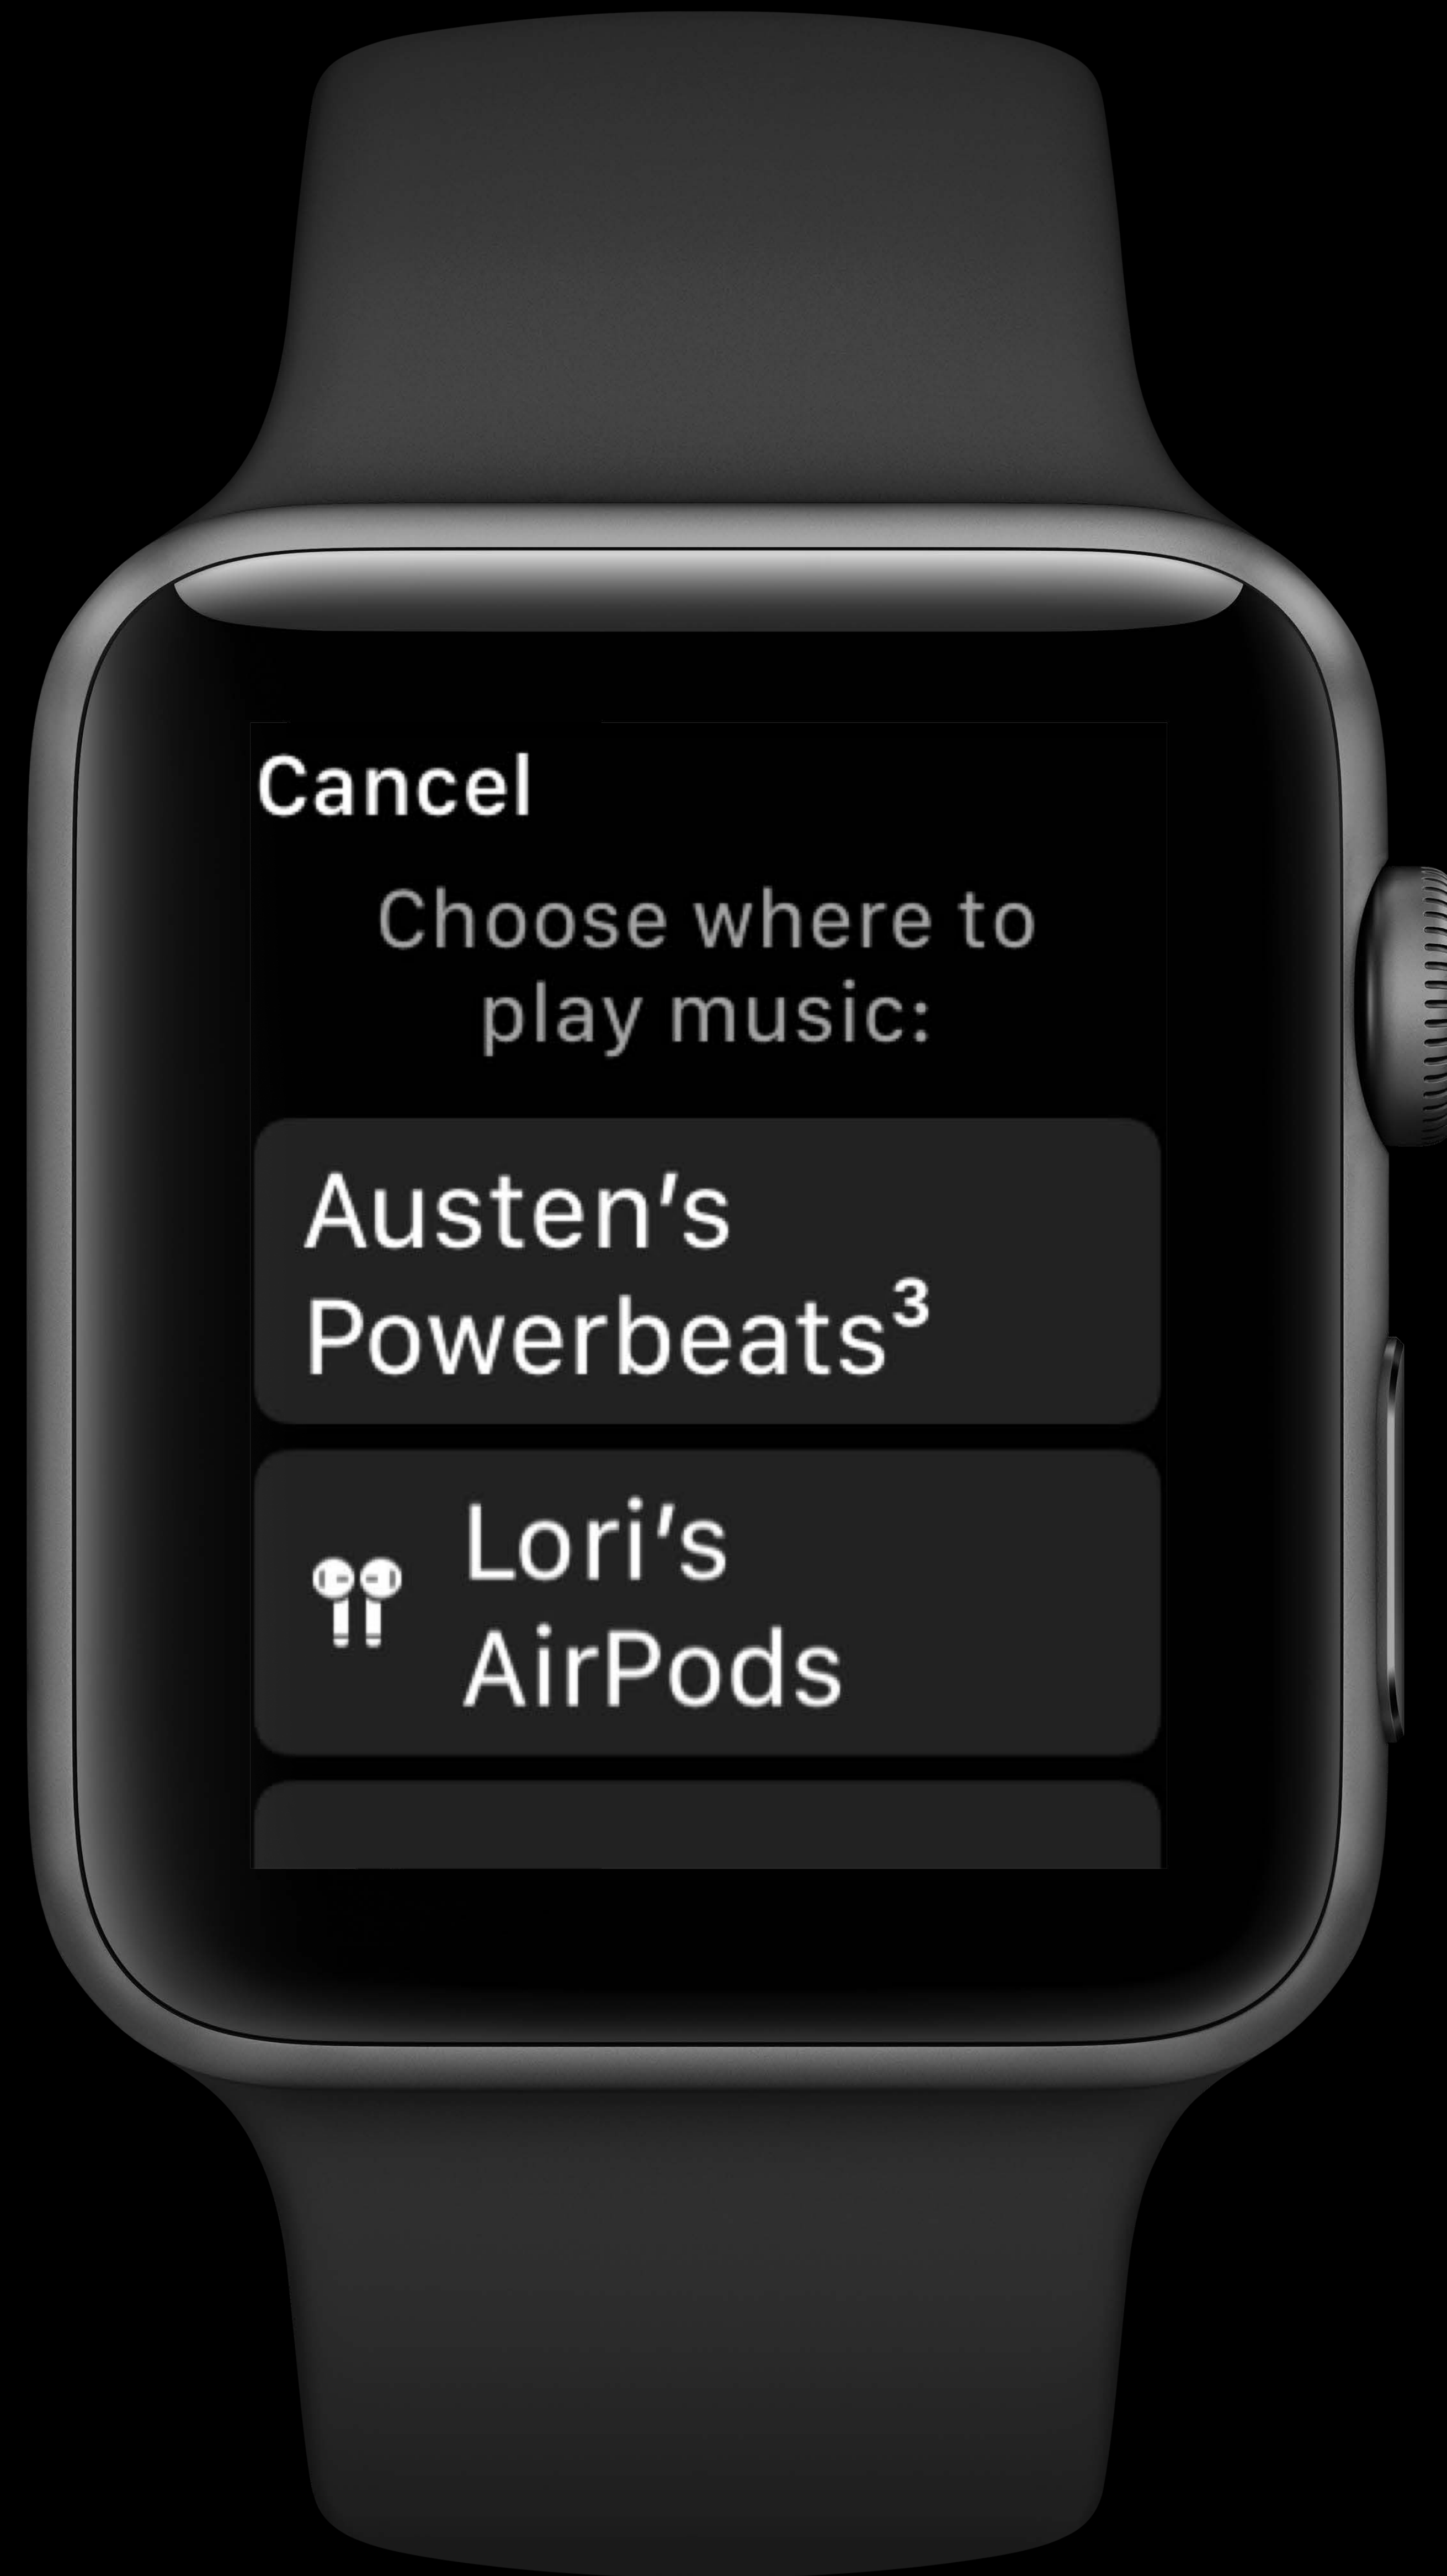 Cancel
Choose where to
play music:
Austen’s
Powerbeats³
Lori’s
AirPods